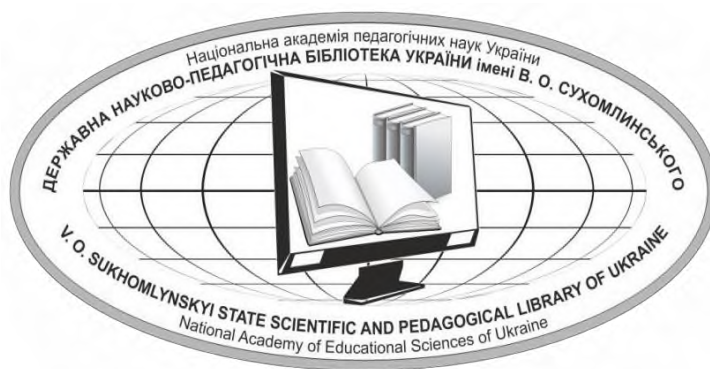 Національна академія педагогічних наук України
ДЕРЖАВНА НАУКОВО-ПЕДАГОГІЧНА БІБЛІОТЕКА УКРАЇНИ імені В. О. СУХОМЛИНСЬКОГО
V. O. SUKHOMLYNSKYI STATE SCIENTIFIC AND PEDAGOGICAL LIBRARY OF UKRAINE
National Academy of Educational Sciences of Ukraine